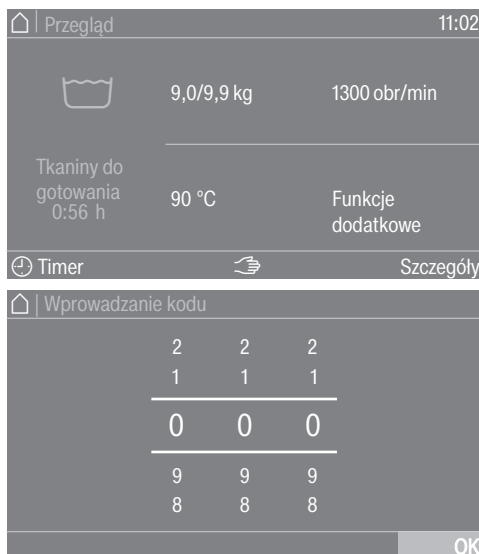 Przegląd 11:02
9,0/9,9 kg 1300 obr/min
Tkaniny do
gotowania
0:56 h
90 °C
Funkcje
dodatkowe
Timer Szczegóły
Wprowadzanie kodu
2 2 2
1 1 1
0 0 0
9 9 9
8 8 8
OK